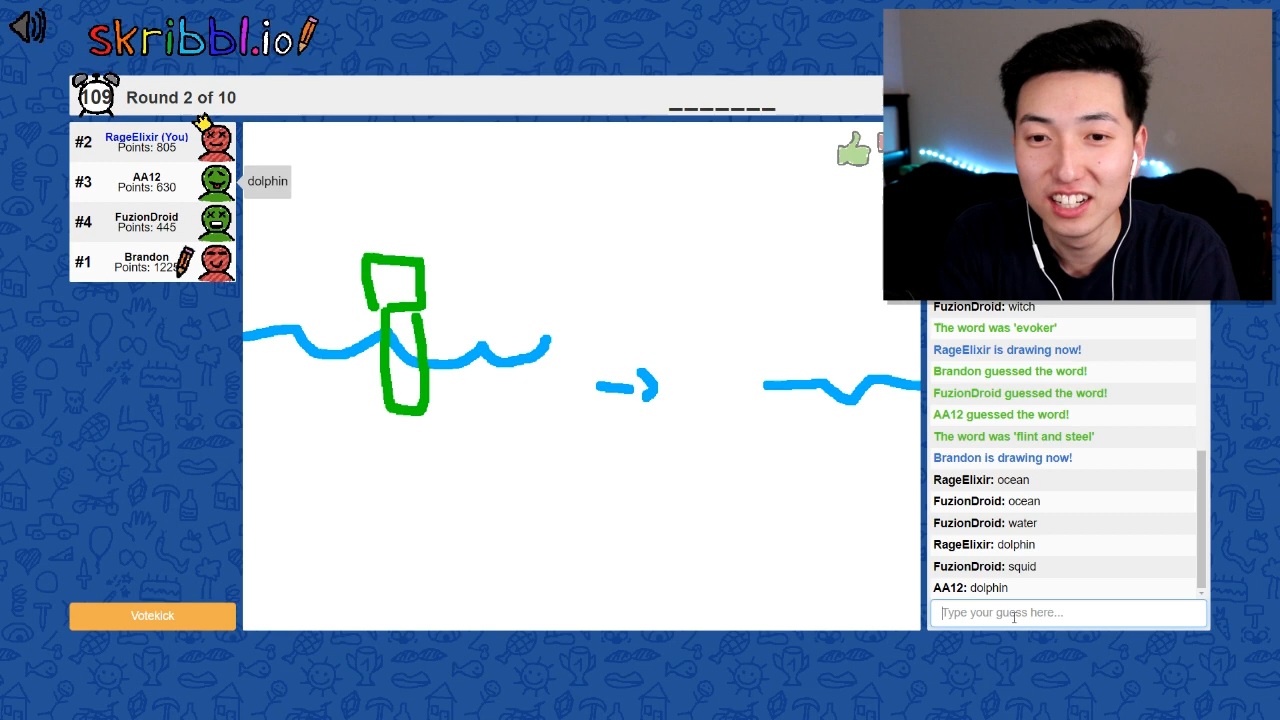 skribbl.io
109
Round 2 of 10
_______
#2
RageElixir (You)
Points: 805
#3
AA12
Points: 630
dolphin
#4
FuzionDroid
Points: 445
#1
Brandon
Points: 1225
FuzionDroid: witch
The word was 'evoker'
RageElixir is drawing now!
Brandon guessed the word!
FuzionDroid guessed the word!
AA12 guessed the word!
The word was 'flint and steel'
Brandon is drawing now!
RageElixir: ocean
FuzionDroid: ocean
FuzionDroid: water
RageElixir: dolphin
FuzionDroid: squid
AA12: dolphin
Type your guess here...
Votekick